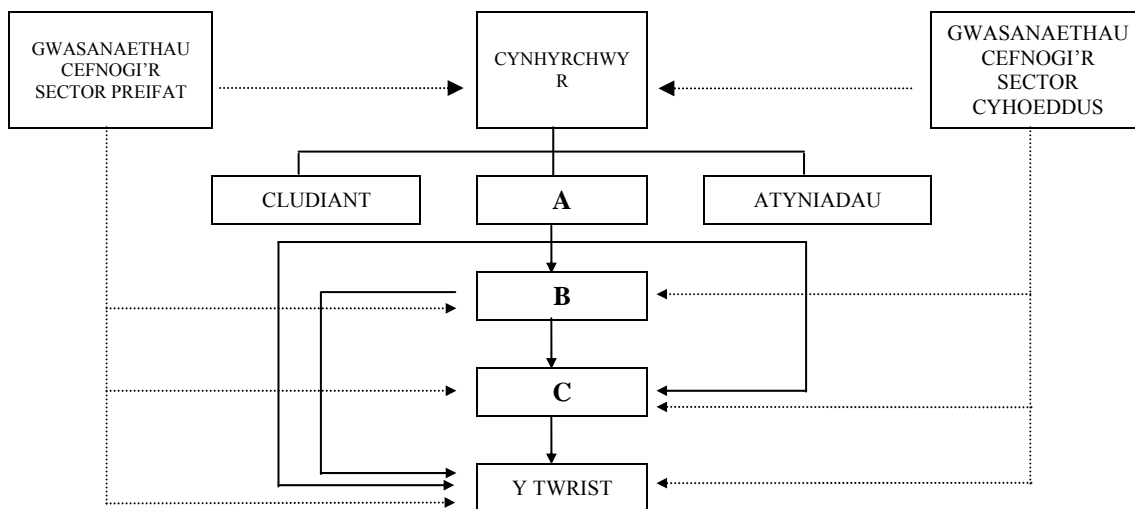 GWASANAETHAU
CEFNOGI'R
SECTOR PREIFAT
CYNHYRCHWY
R
GWASANAETHAU
CEFNOGI'R
SECTOR
CYHOEDDUS
CLUDIANT
A
ATYNIADAU
B
C
Y TWRIST